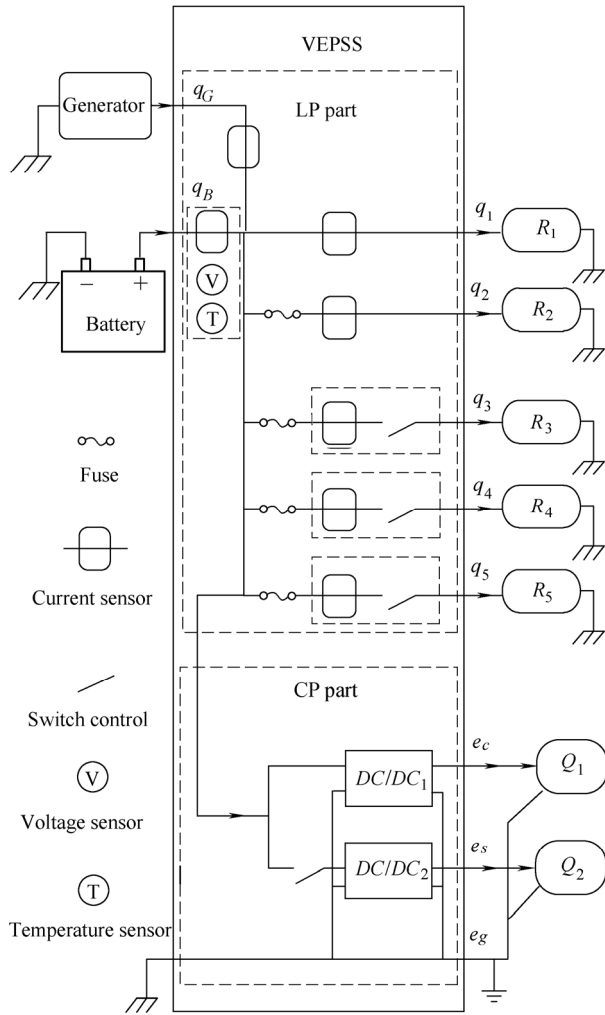 VEPSS
Generator
q_G
LP part
q_B
q_1
R_1
V
T
− +
Battery
q_2
R_2
q_3
R_3
Fuse
q_4
R_4
q_5
R_5
Current sensor
CP part
Switch control
e_c
DC/DC_1
Q_1
V
Voltage sensor
e_s
DC/DC_2
Q_2
T
Temperature sensor
e_g